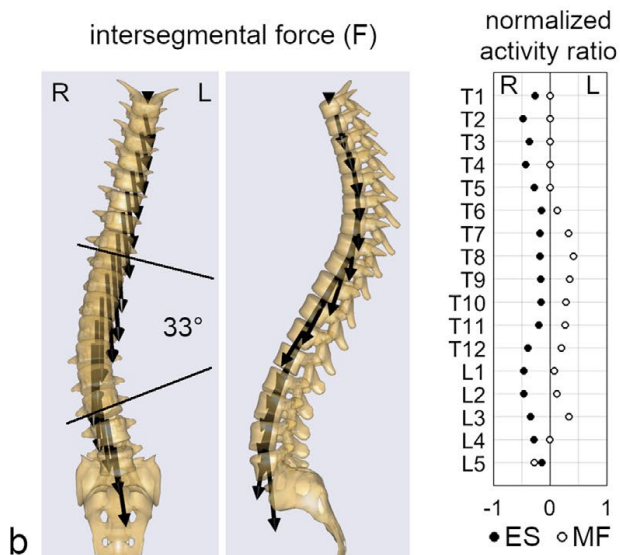 intersegmental force (F)
normalized
activity ratio
R L
R L
33°
T1
T2
T3
T4
T5
T6
T7
T8
T9
T10
T11
T12
L1
L2
L3
L4
L5
-1 0 1
ES MF
b